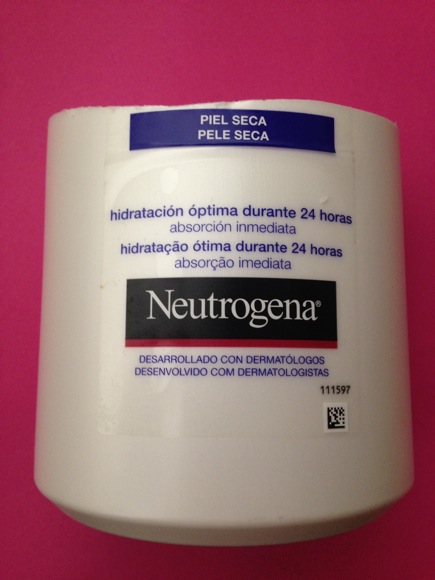 PIEL SECA
PELE SECA
hidratación óptima durante 24 horas
absorción inmediata
hidratação ótima durante 24 horas
absorção imediata
Neutrogena®
DESARROLLADO CON DERMATÓLOGOS
DESENVOLVIDO COM DERMATOLOGISTAS
111597